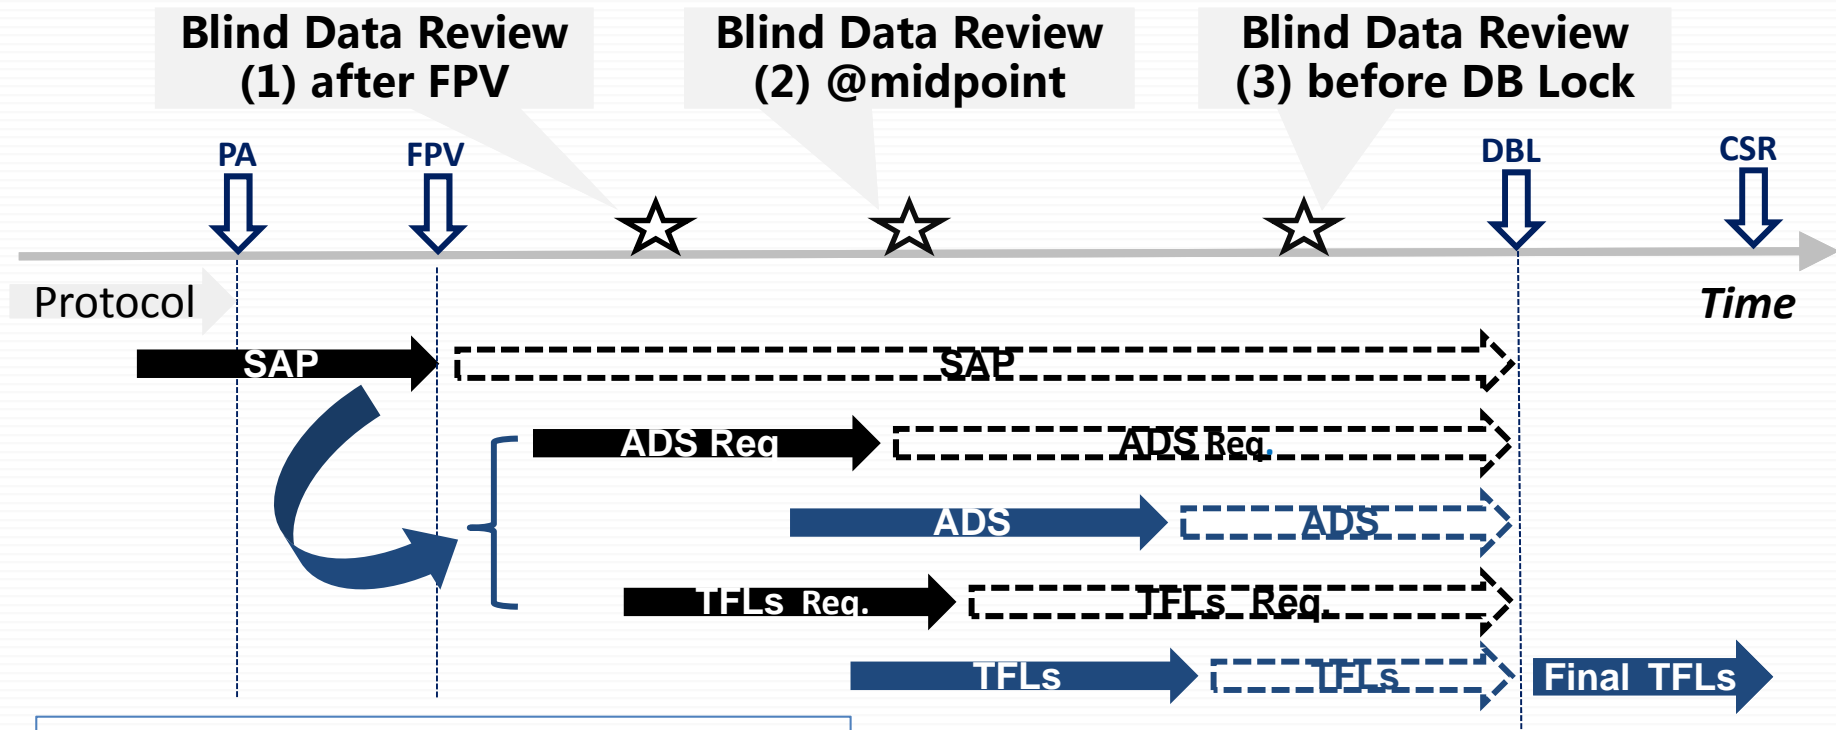 Blind Data Review
(1) after FPV
Blind Data Review
(2) @midpoint
Blind Data Review
(3) before DB Lock
PA
FPV
DBL
CSR
Protocol
Time
SAP
SAP
ADS Req
ADS Req.
ADS
ADS
TFLs Req.
TFLs Req.
TFLs
TFLs
Final TFLs